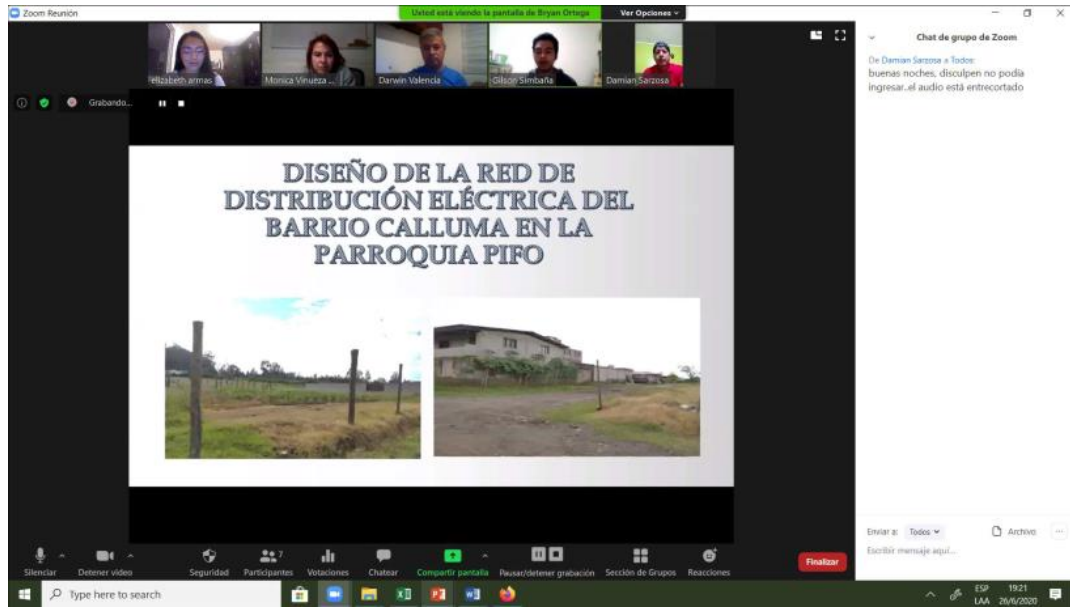 Zoom Reunión
Usted está viendo la pantalla de Bryan Ortega
Ver Opciones
elizabeth armas
Monica Vinueza ...
Darwin Valencia
Gilson Simbaña
Damian Sarzosa
Grabando...
DISEÑO DE LA RED DE
DISTRIBUCIÓN ELÉCTRICA DEL
BARRIO CALLUMA EN LA
PARROQUIA PIFO
Chat de grupo de Zoom
De Damian Sarzosa a Todos:
buenas noches, disculpen no podía
ingresar..el audio está entrecortado
Enviar a: Todos
Archivo
Escribir mensaje aquí...
Silenciar
Detener video
Seguridad
Participantes 7
Votaciones
Chatear
Compartir pantalla
Pausar/detener grabación
Sección de Grupos
Reacciones
Finalizar
Type here to search
ESP 19:21
LAA 26/6/2020